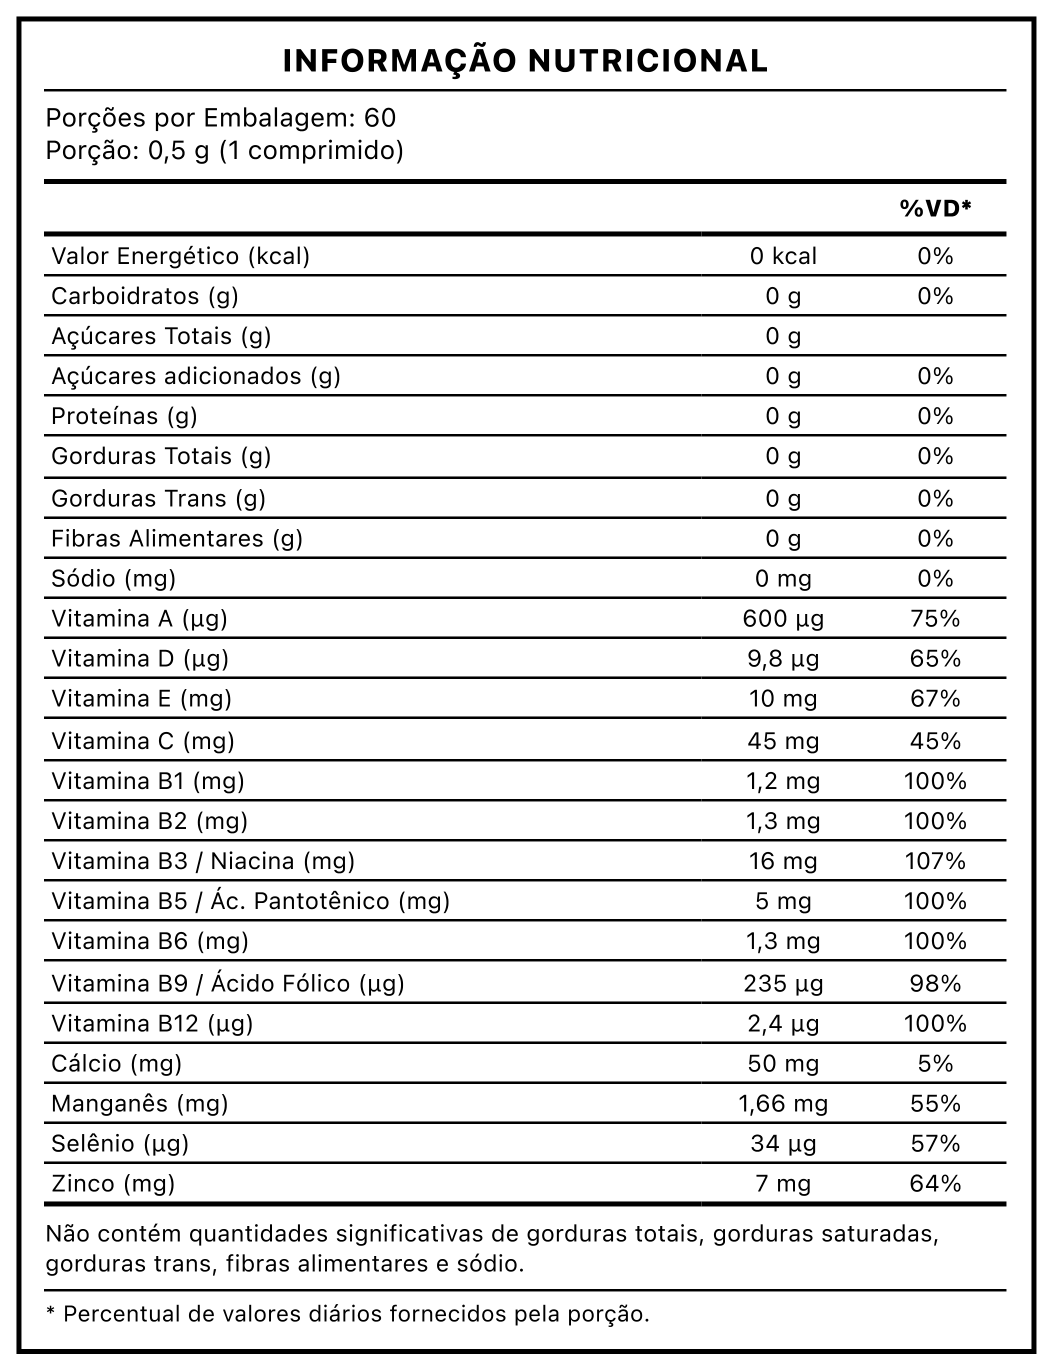 INFORMAÇÃO NUTRICIONAL
Porções por Embalagem: 60
Porção: 0,5 g (1 comprimido)
%VD*
Valor Energético (kcal) 0 kcal 0%
Carboidratos (g) 0 g 0%
Açúcares Totais (g) 0 g
Açúcares adicionados (g) 0 g 0%
Proteínas (g) 0 g 0%
Gorduras Totais (g) 0 g 0%
Gorduras Trans (g) 0 g 0%
Fibras Alimentares (g) 0 g 0%
Sódio (mg) 0 mg 0%
Vitamina A (µg) 600 µg 75%
Vitamina D (µg) 9,8 µg 65%
Vitamina E (mg) 10 mg 67%
Vitamina C (mg) 45 mg 45%
Vitamina B1 (mg) 1,2 mg 100%
Vitamina B2 (mg) 1,3 mg 100%
Vitamina B3 / Niacina (mg) 16 mg 107%
Vitamina B5 / Ác. Pantotênico (mg) 5 mg 100%
Vitamina B6 (mg) 1,3 mg 100%
Vitamina B9 / Ácido Fólico (µg) 235 µg 98%
Vitamina B12 (µg) 2,4 µg 100%
Cálcio (mg) 50 mg 5%
Manganês (mg) 1,66 mg 55%
Selênio (µg) 34 µg 57%
Zinco (mg) 7 mg 64%
Não contém quantidades significativas de gorduras totais, gorduras saturadas,
gorduras trans, fibras alimentares e sódio.
* Percentual de valores diários fornecidos pela porção.